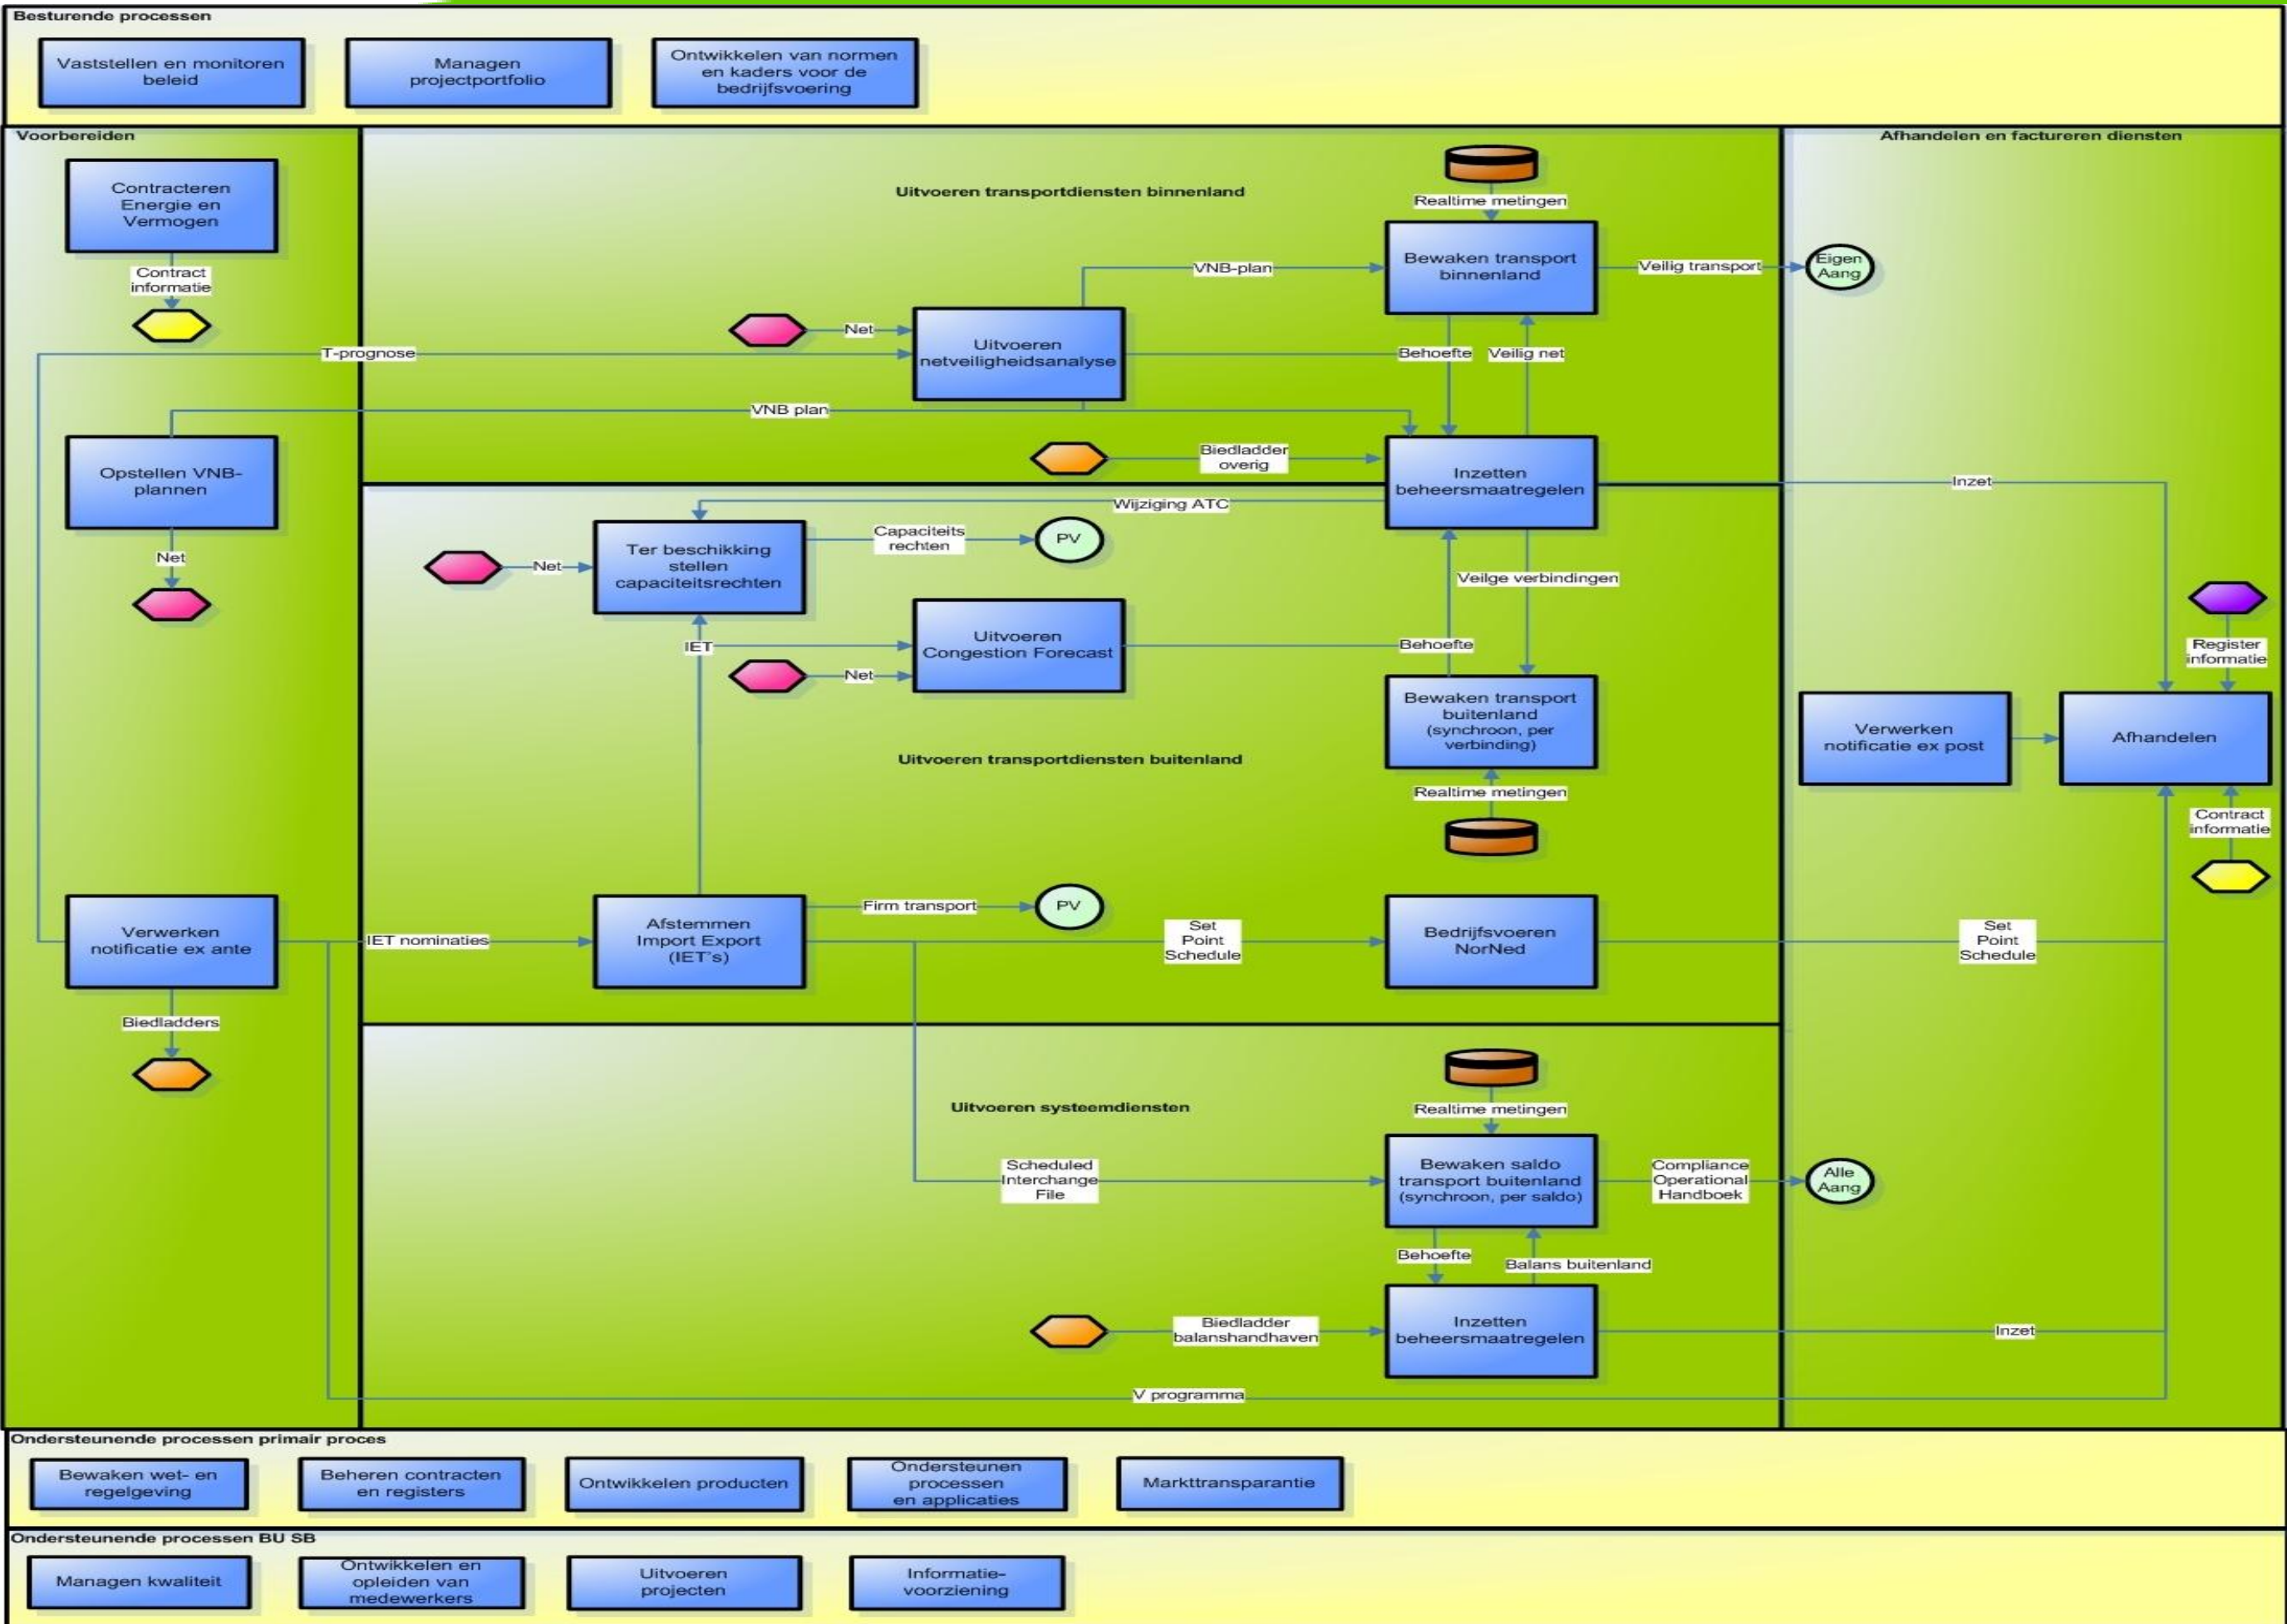 Besturende processen
Vaststellen en monitoren
beleid
Managen
projectportfolio
Ontwikkelen van normen
en kaders voor de
bedrijfsvoering
Voorbereiden
Contracteren
Energie en
Vermogen
Contract
informatie
T-prognose
Opstellen VNB-
plannen
Net
Verwerken
notificatie ex ante
Biedladders
IET nominaties
Uitvoeren transportdiensten binnenland
Realtime metingen
Bewaken transport
binnenland
VNB-plan
Veilig transport
Net
Uitvoeren
netveiligheidsanalyse
Behoefte
Veilig net
VNB plan
Biedladder
overig
Inzetten
beheersmaatregelen
Inzet
Wijziging ATC
Net
Ter beschikking
stellen
capaciteitsrechten
Capaciteits
rechten
PV
Veilge verbindingen
IET
Net
Uitvoeren
Congestion Forecast
Behoefte
Bewaken transport
buitenland
(synchroon, per
verbinding)
Uitvoeren transportdiensten buitenland
Realtime metingen
Afstemmen
Import Export
(IET's)
Firm transport
PV
Set
Point
Schedule
Bedrijfsvoeren
NorNed
Set
Point
Schedule
Uitvoeren systeemdiensten
Realtime metingen
Scheduled
Interchange
File
Bewaken saldo
transport buitenland
(synchroon, per saldo)
Compliance
Operational
Handboek
Behoefte
Balans buitenland
Biedladder
balanshandhaven
Inzetten
beheersmaatregelen
Inzet
V programma
Afhandelen en factureren diensten
Eigen
Aang
Register
informatie
Verwerken
notificatie ex post
Afhandelen
Contract
informatie
Alle
Aang
Ondersteunende processen primair proces
Bewaken wet- en
regelgeving
Beheren contracten
en registers
Ontwikkelen producten
Ondersteunen
processen
en applicaties
Markttransparantie
Ondersteunende processen BU SB
Managen kwaliteit
Ontwikkelen en
opleiden van
medewerkers
Uitvoeren
projecten
Informatie-
voorziening